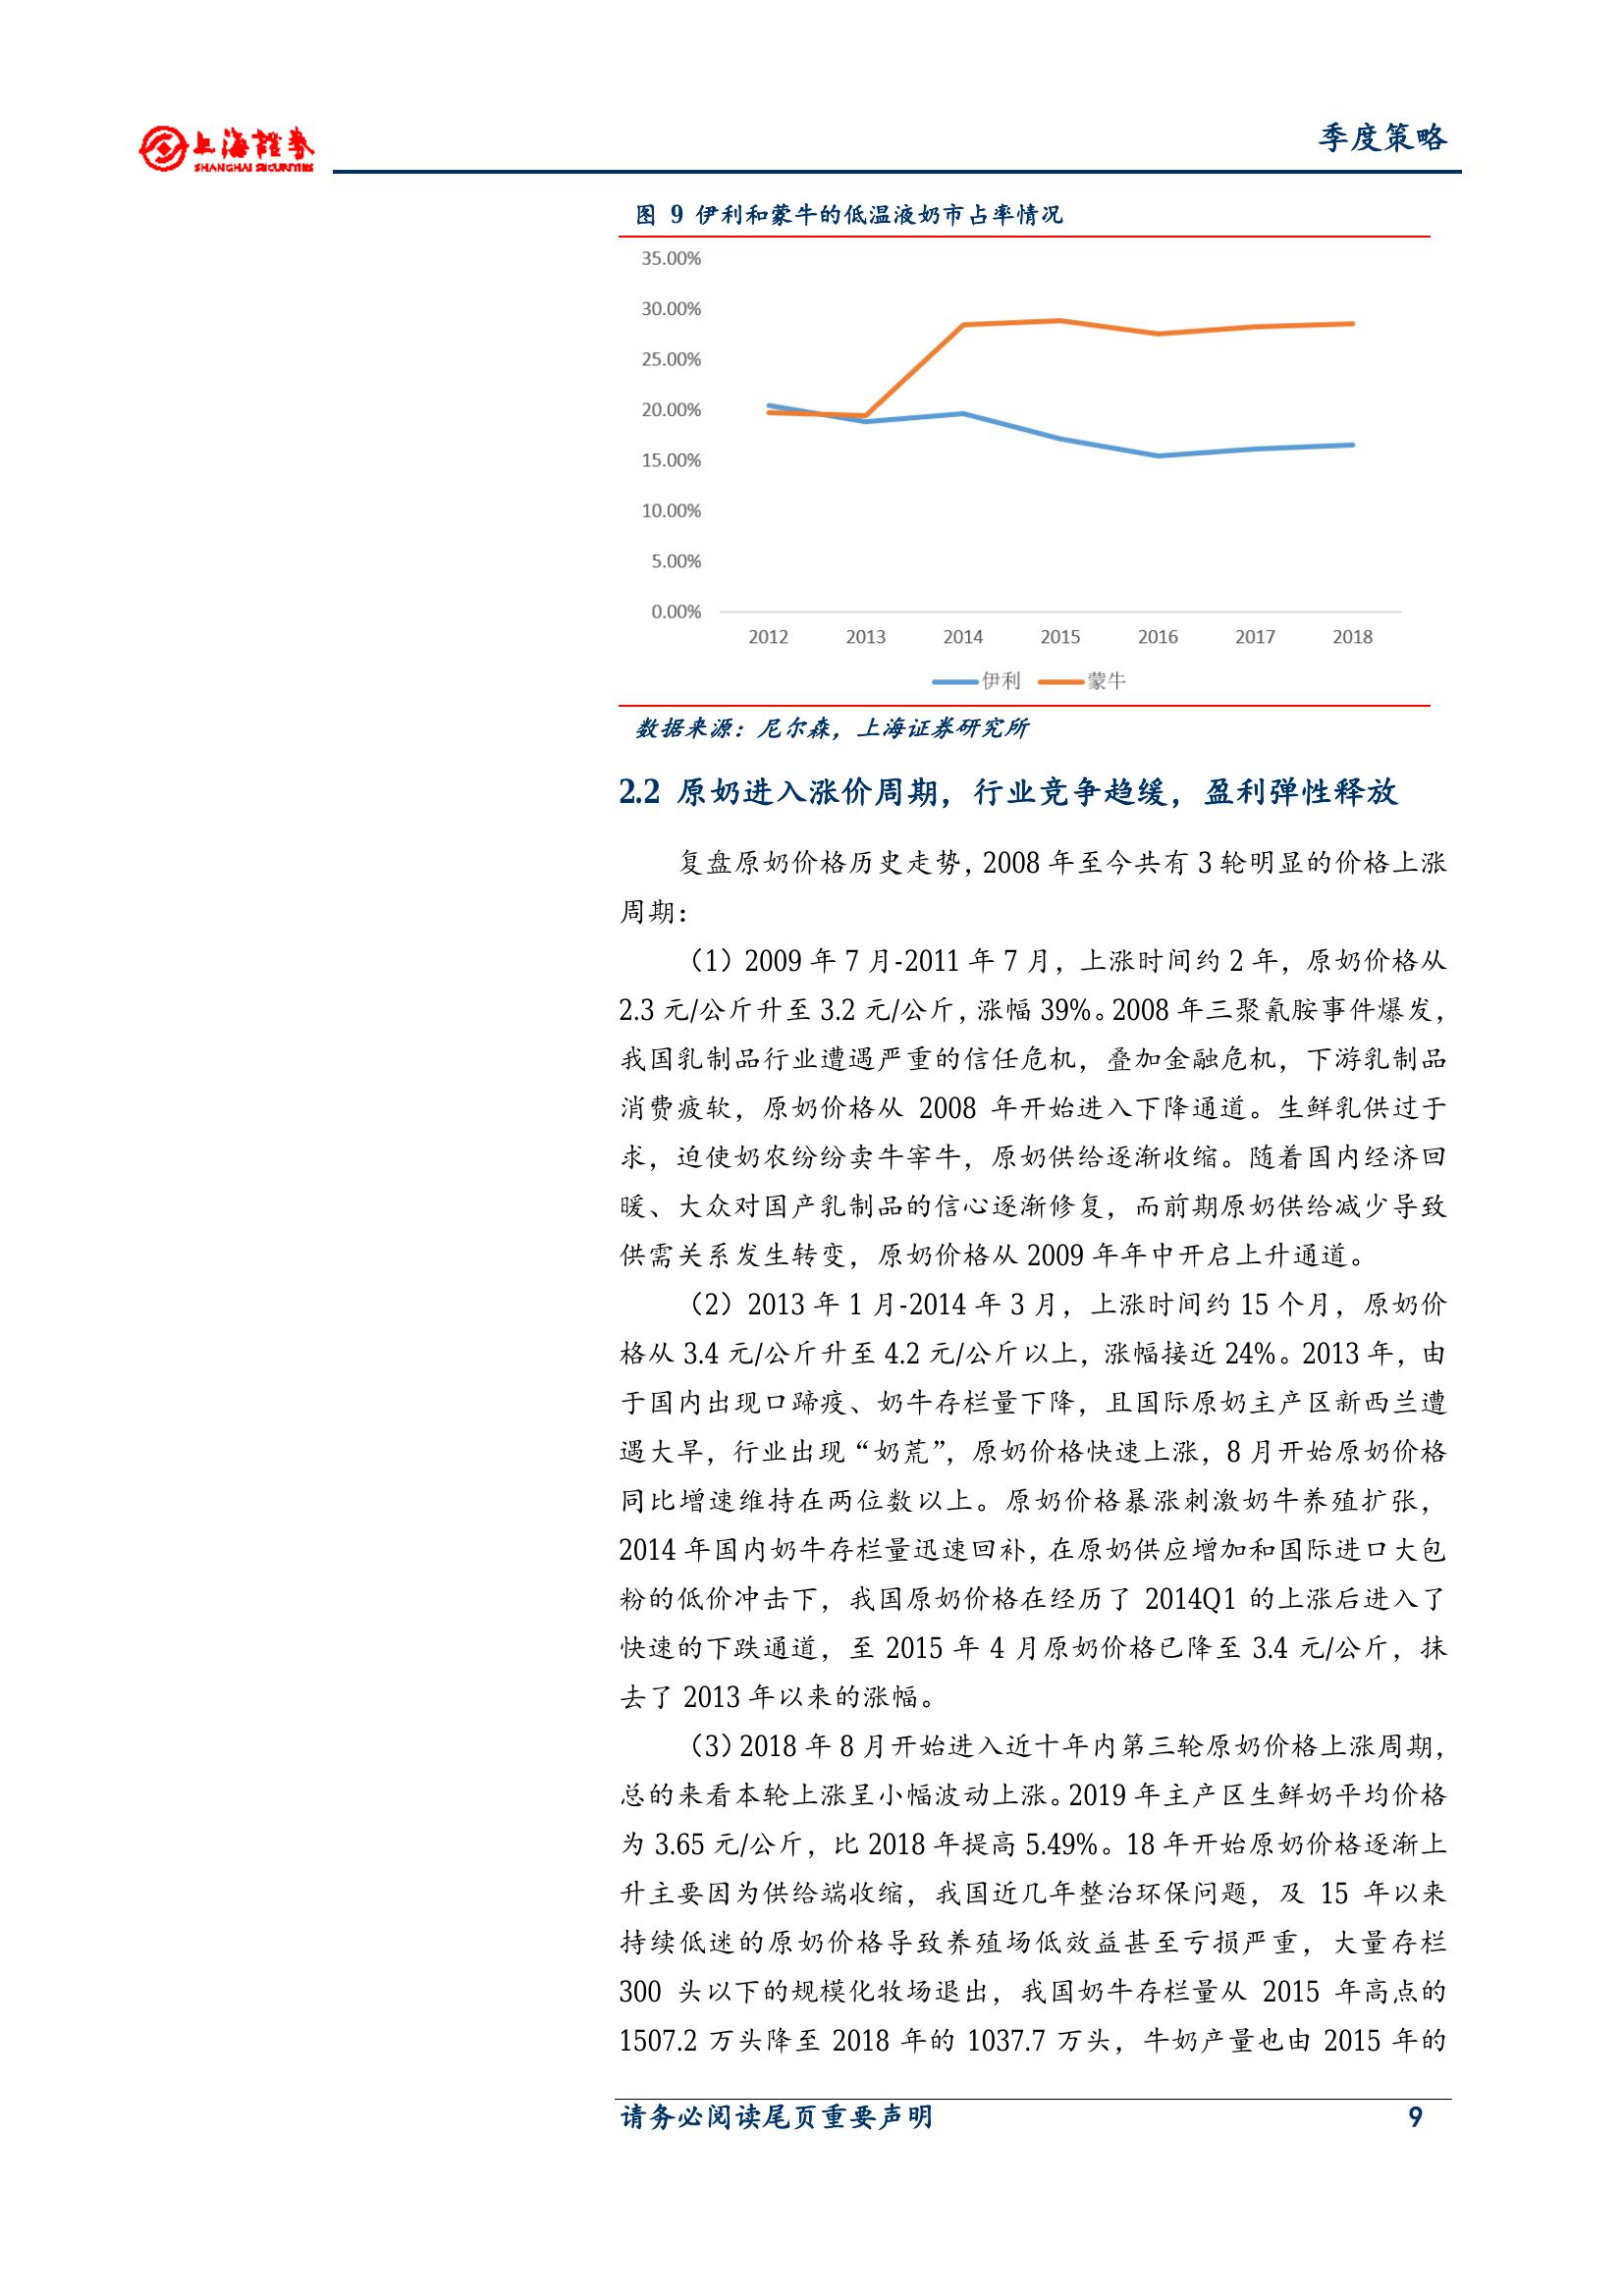 上海證券
SHANGHAI SECURITIES
季度策略
图 9 伊利和蒙牛的低温液奶市占率情况
35.00%
30.00%
25.00%
20.00%
15.00%
10.00%
5.00%
0.00%
2012 2013 2014 2015 2016 2017 2018
伊利 蒙牛
数据来源：尼尔森，上海证券研究所
2.2 原奶进入涨价周期，行业竞争趋缓，盈利弹性释放
复盘原奶价格历史走势，2008 年至今共有 3 轮明显的价格上涨
周期：
（1）2009 年 7 月-2011 年 7 月，上涨时间约 2 年，原奶价格从
2.3 元/公斤升至 3.2 元/公斤，涨幅 39%。2008 年三聚氰胺事件爆发，
我国乳制品行业遭遇严重的信任危机，叠加金融危机，下游乳制品
消费疲软，原奶价格从 2008 年开始进入下降通道。生鲜乳供过于
求，迫使奶农纷纷卖牛宰牛，原奶供给逐渐收缩。随着国内经济回
暖、大众对国产乳制品的信心逐渐修复，而前期原奶供给减少导致
供需关系发生转变，原奶价格从 2009 年年中开启上升通道。
（2）2013 年 1 月-2014 年 3 月，上涨时间约 15 个月，原奶价
格从 3.4 元/公斤升至 4.2 元/公斤以上，涨幅接近 24%。2013 年，由
于国内出现口蹄疫、奶牛存栏量下降，且国际原奶主产区新西兰遭
遇大旱，行业出现“奶荒”，原奶价格快速上涨，8 月开始原奶价格
同比增速维持在两位数以上。原奶价格暴涨刺激奶牛养殖扩张，
2014 年国内奶牛存栏量迅速回补，在原奶供应增加和国际进口大包
粉的低价冲击下，我国原奶价格在经历了 2014Q1 的上涨后进入了
快速的下跌通道，至 2015 年 4 月原奶价格已降至 3.4 元/公斤，抹
去了 2013 年以来的涨幅。
（3）2018 年 8 月开始进入近十年内第三轮原奶价格上涨周期，
总的来看本轮上涨呈小幅波动上涨。2019 年主产区生鲜奶平均价格
为 3.65 元/公斤，比 2018 年提高 5.49%。18 年开始原奶价格逐渐上
升主要因为供给端收缩，我国近几年整治环保问题，及 15 年以来
持续低迷的原奶价格导致养殖场低效益甚至亏损严重，大量存栏
300 头以下的规模化牧场退出，我国奶牛存栏量从 2015 年高点的
1507.2 万头降至 2018 年的 1037.7 万头，牛奶产量也由 2015 年的
请务必阅读尾页重要声明 9